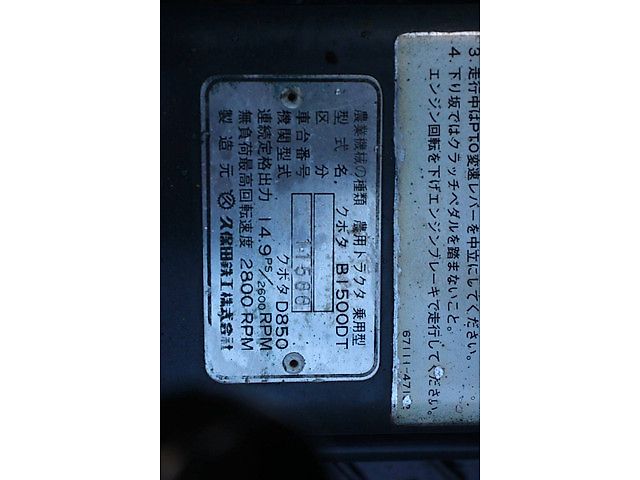 農業機械の種類 農用トラクタ 乗用型
型式名 クボタ B1500DT
区分
車台番号 11500
機関型式 クボタ D850
連続定格出力 14.9PS/2600RPM
無負荷最高回転速度 2800RPM
製造元 久保田鉄工株式会社
3. 走行中はPTO変速レバーを中立にしてください。
4. 下り坂ではクラッチペダルを踏まないこと。
エンジン回転を下げエンジンブレーキで走行してください。